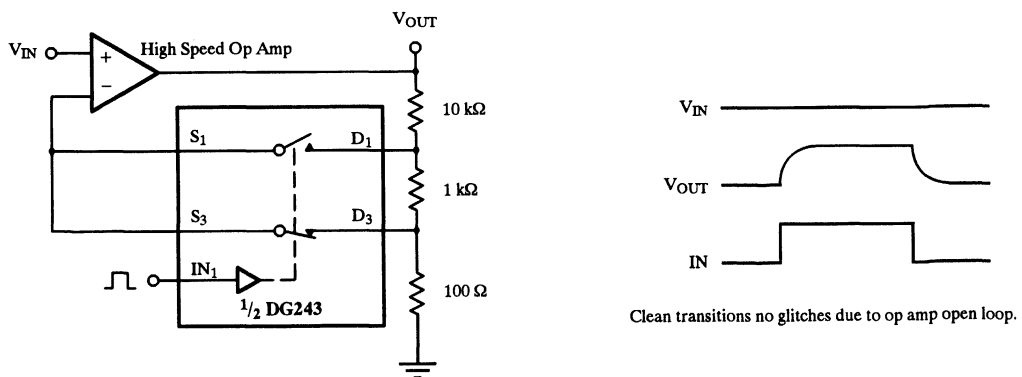 VOUT
VIN
High Speed Op Amp
+
−
10 kΩ
S1
D1
1 kΩ
S3
D3
IN1
100 Ω
1/2 DG243
VIN
VOUT
IN
Clean transitions no glitches due to op amp open loop.